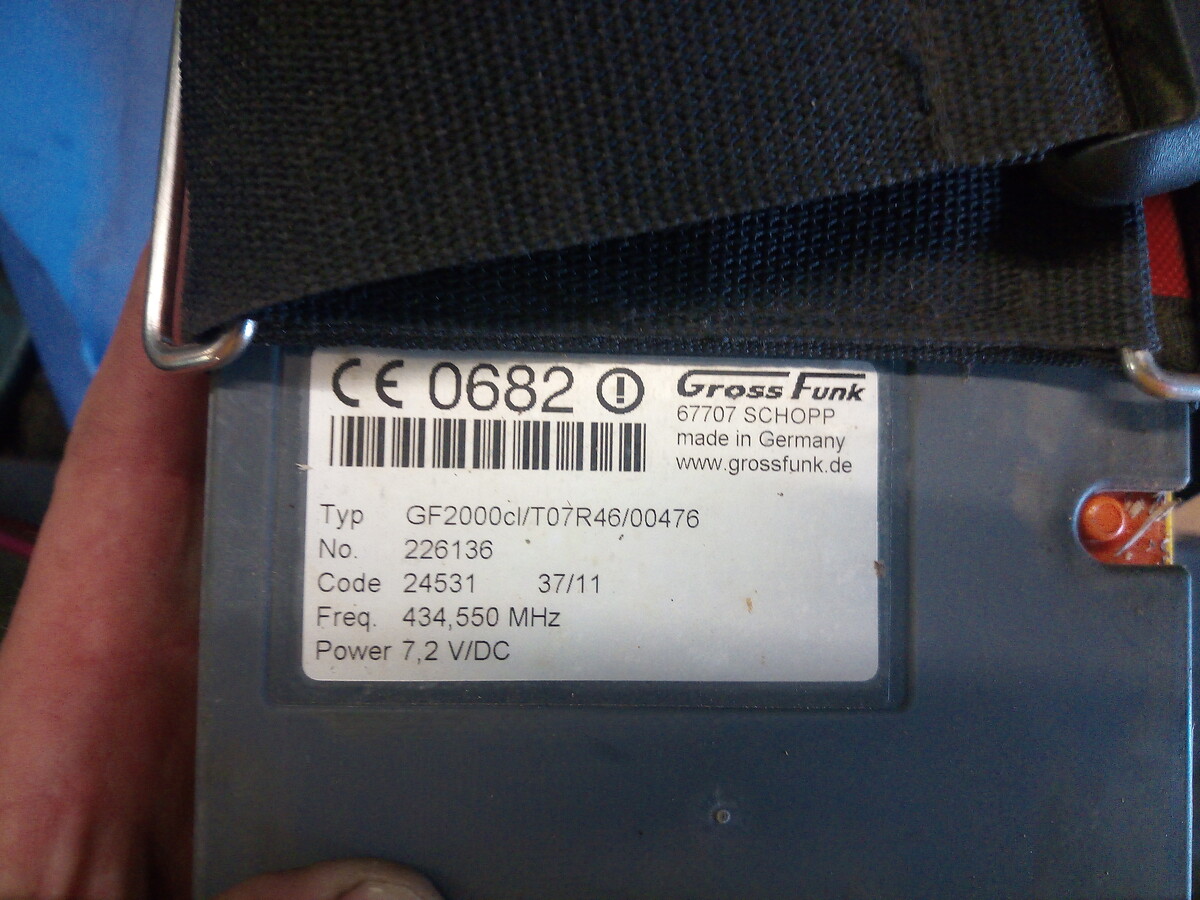 CE 0682
Gross Funk
67707 SCHOPP
made in Germany
www.grossfunk.de
Typ GF2000cl/T07R46/00476
No. 226136
Code 24531 37/11
Freq. 434,550 MHz
Power 7,2 V/DC